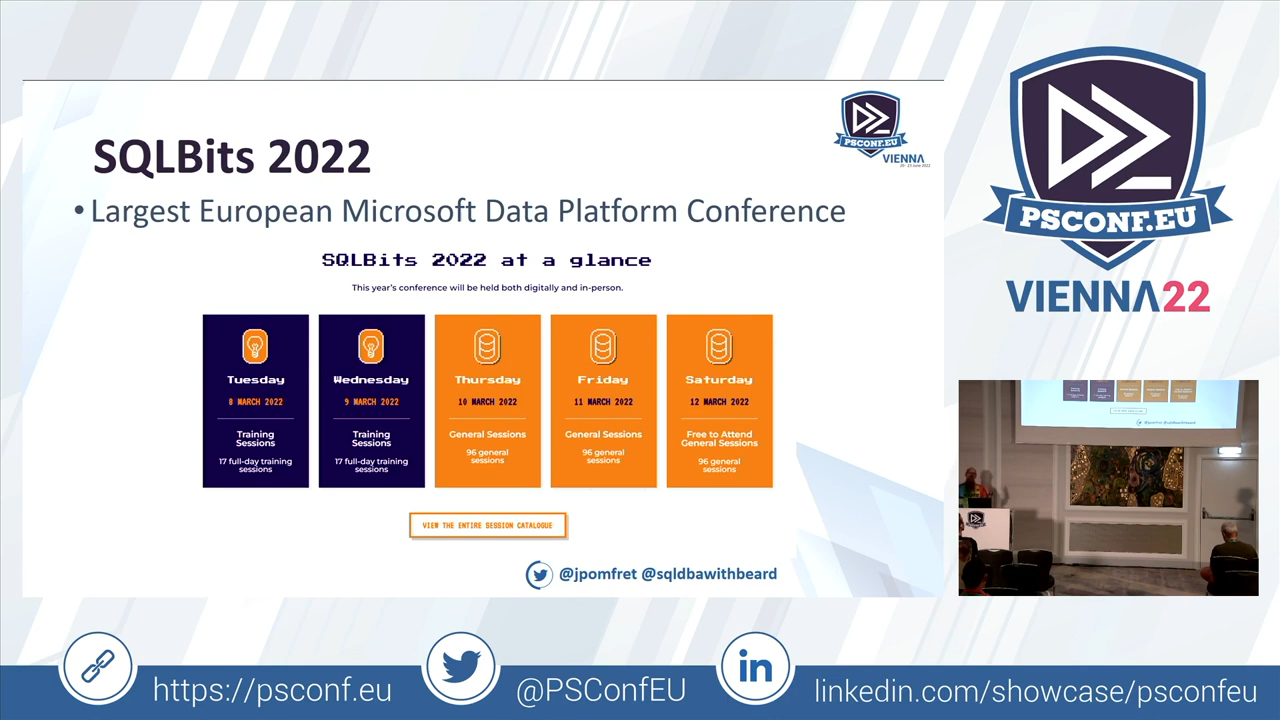 SQLBits 2022
• Largest European Microsoft Data Platform Conference
SQLBits 2022 at a glance
This year's conference will be held both digitally and in-person.
Tuesday
8 MARCH 2022
Training
Sessions
17 full-day training
sessions
Wednesday
9 MARCH 2022
Training
Sessions
17 full-day training
sessions
Thursday
10 MARCH 2022
General Sessions
96 general
sessions
Friday
11 MARCH 2022
General Sessions
96 general
sessions
Saturday
12 MARCH 2022
Free to Attend
General Sessions
96 general
sessions
VIEW THE ENTIRE SESSION CATALOGUE
@jpomfret @sqldbawithbeard
PSCONF.EU
VIENNA
PSCONF.EU
VIENNA22
https://psconf.eu
@PSConfEU
in
linkedin.com/showcase/psconfeu